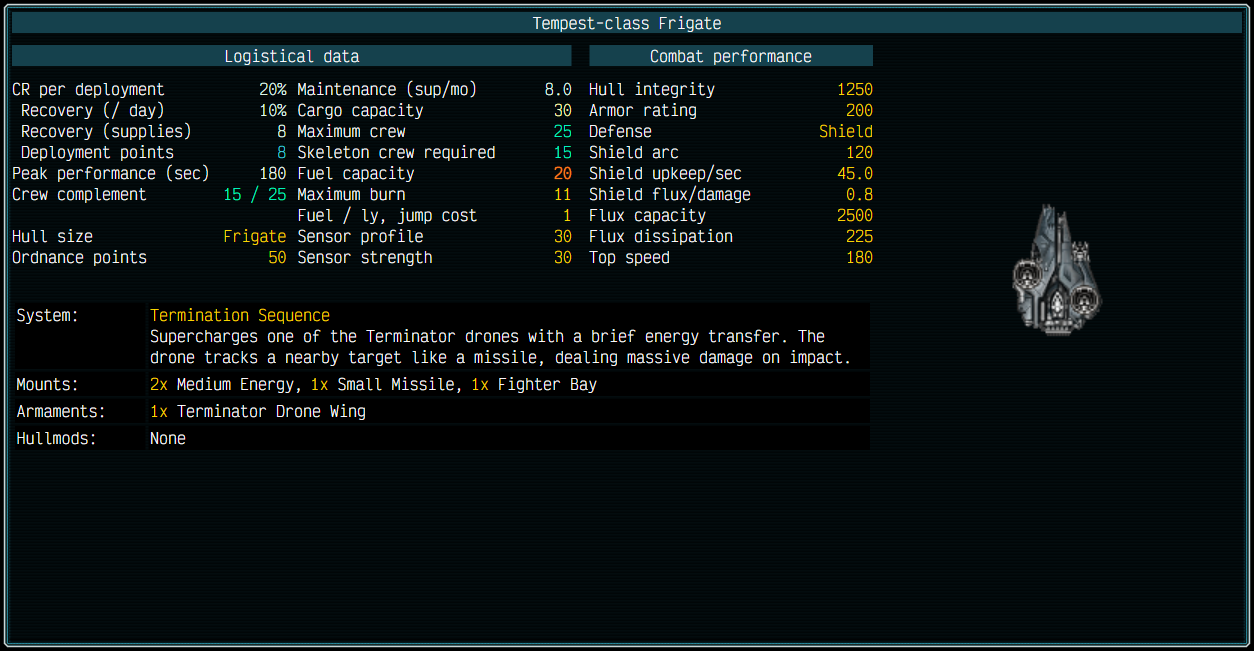 Tempest-class Frigate
Logistical data Combat performance
CR per deployment 20% Maintenance (sup/mo) 8.0 Hull integrity 1250
Recovery (/ day) 10% Cargo capacity 30 Armor rating 200
Recovery (supplies) 8 Maximum crew 25 Defense Shield
Deployment points 8 Skeleton crew required 15 Shield arc 120
Peak performance (sec) 180 Fuel capacity 20 Shield upkeep/sec 45.0
Crew complement 15 / 25 Maximum burn 11 Shield flux/damage 0.8
Fuel / ly, jump cost 1 Flux capacity 2500
Hull size Frigate Sensor profile 30 Flux dissipation 225
Ordnance points 50 Sensor strength 30 Top speed 180
System: Termination Sequence
Supercharges one of the Terminator drones with a brief energy transfer. The
drone tracks a nearby target like a missile, dealing massive damage on impact.
Mounts: 2x Medium Energy, 1x Small Missile, 1x Fighter Bay
Armaments: 1x Terminator Drone Wing
Hullmods: None